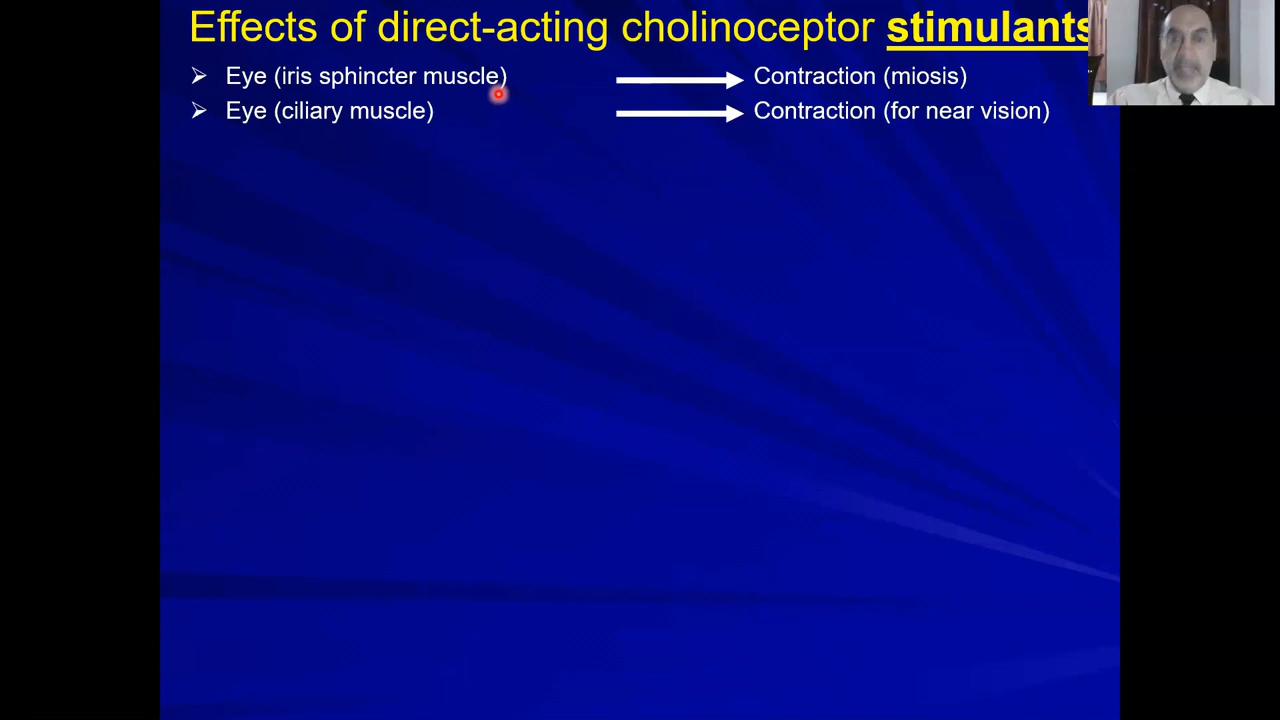 Effects of direct-acting cholinoceptor stimulants
Eye (iris sphincter muscle) Contraction (miosis)
Eye (ciliary muscle) Contraction (for near vision)